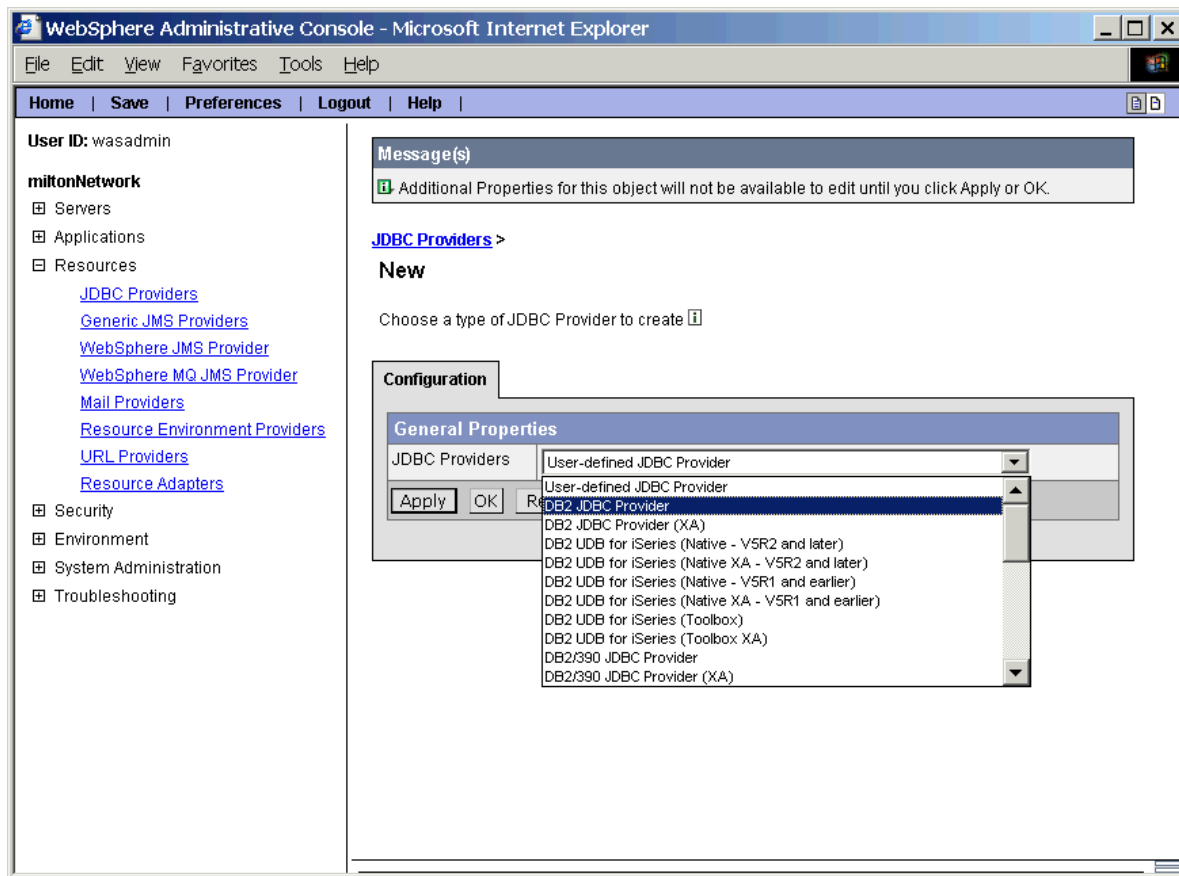 WebSphere Administrative Console - Microsoft Internet Explorer
File Edit View Favorites Tools Help
Home | Save | Preferences | Logout | Help |
User ID: wasadmin
miltonNetwork
Servers
Applications
Resources
JDBC Providers
Generic JMS Providers
WebSphere JMS Provider
WebSphere MQ JMS Provider
Mail Providers
Resource Environment Providers
URL Providers
Resource Adapters
Security
Environment
System Administration
Troubleshooting
Message(s)
Additional Properties for this object will not be available to edit until you click Apply or OK.
JDBC Providers >
New
Choose a type of JDBC Provider to create
Configuration
General Properties
JDBC Providers User-defined JDBC Provider
Apply OK
User-defined JDBC Provider
DB2 JDBC Provider
DB2 JDBC Provider (XA)
DB2 UDB for iSeries (Native - V5R2 and later)
DB2 UDB for iSeries (Native XA - V5R2 and later)
DB2 UDB for iSeries (Native - V5R1 and earlier)
DB2 UDB for iSeries (Native XA - V5R1 and earlier)
DB2 UDB for iSeries (Toolbox)
DB2 UDB for iSeries (Toolbox XA)
DB2/390 JDBC Provider
DB2/390 JDBC Provider (XA)